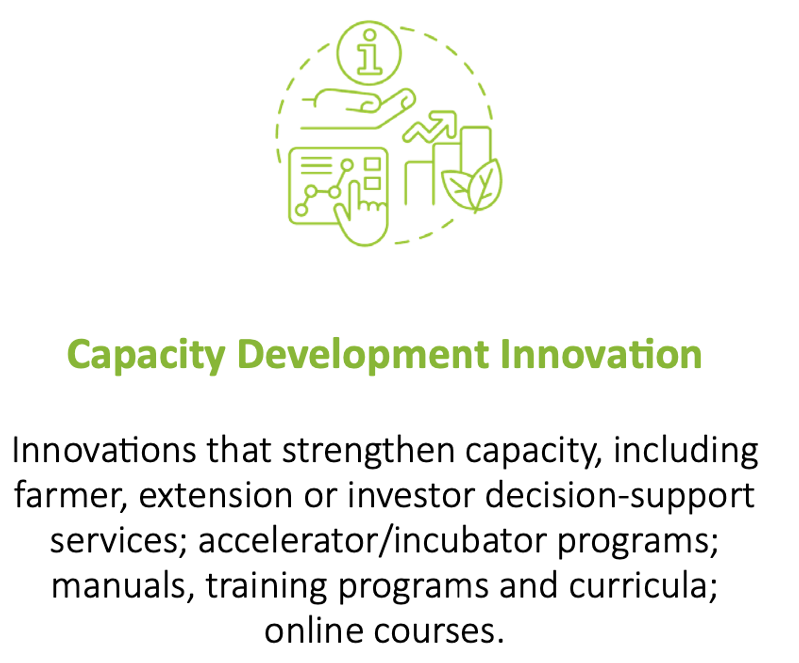 i
Capacity Development Innovation
Innovations that strengthen capacity, including
farmer, extension or investor decision-support
services; accelerator/incubator programs;
manuals, training programs and curricula;
online courses.